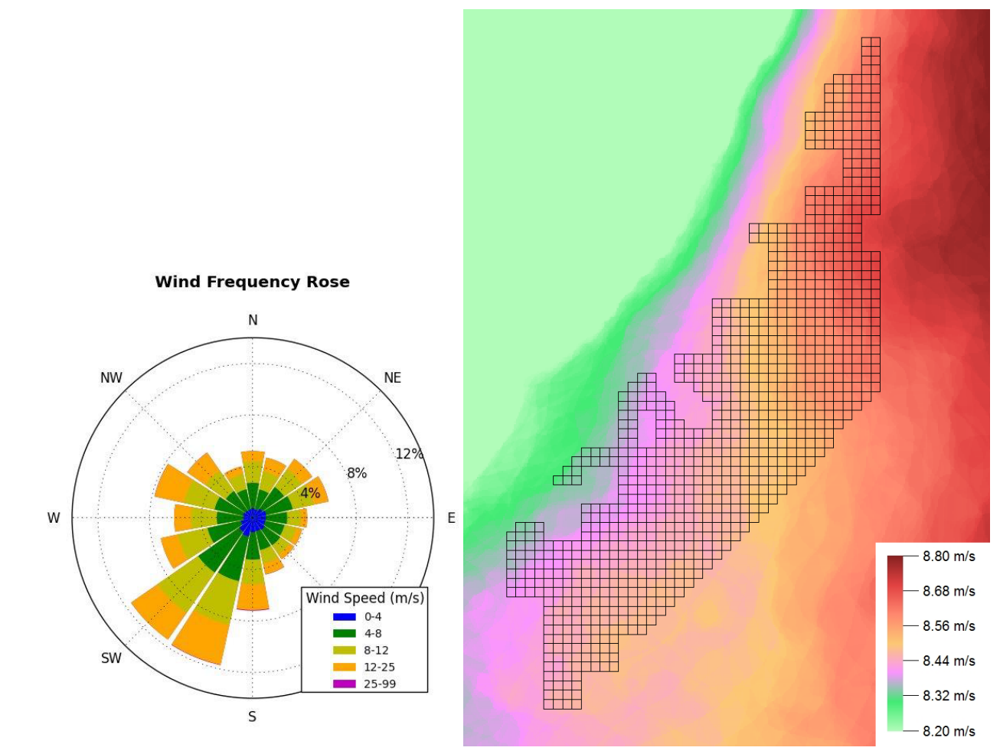 Wind Frequency Rose
N
NW
NE
12%
8%
4%
W
E
SW
S
Wind Speed (m/s)
0-4
4-8
8-12
12-25
25-99
8.80 m/s
8.68 m/s
8.56 m/s
8.44 m/s
8.32 m/s
8.20 m/s